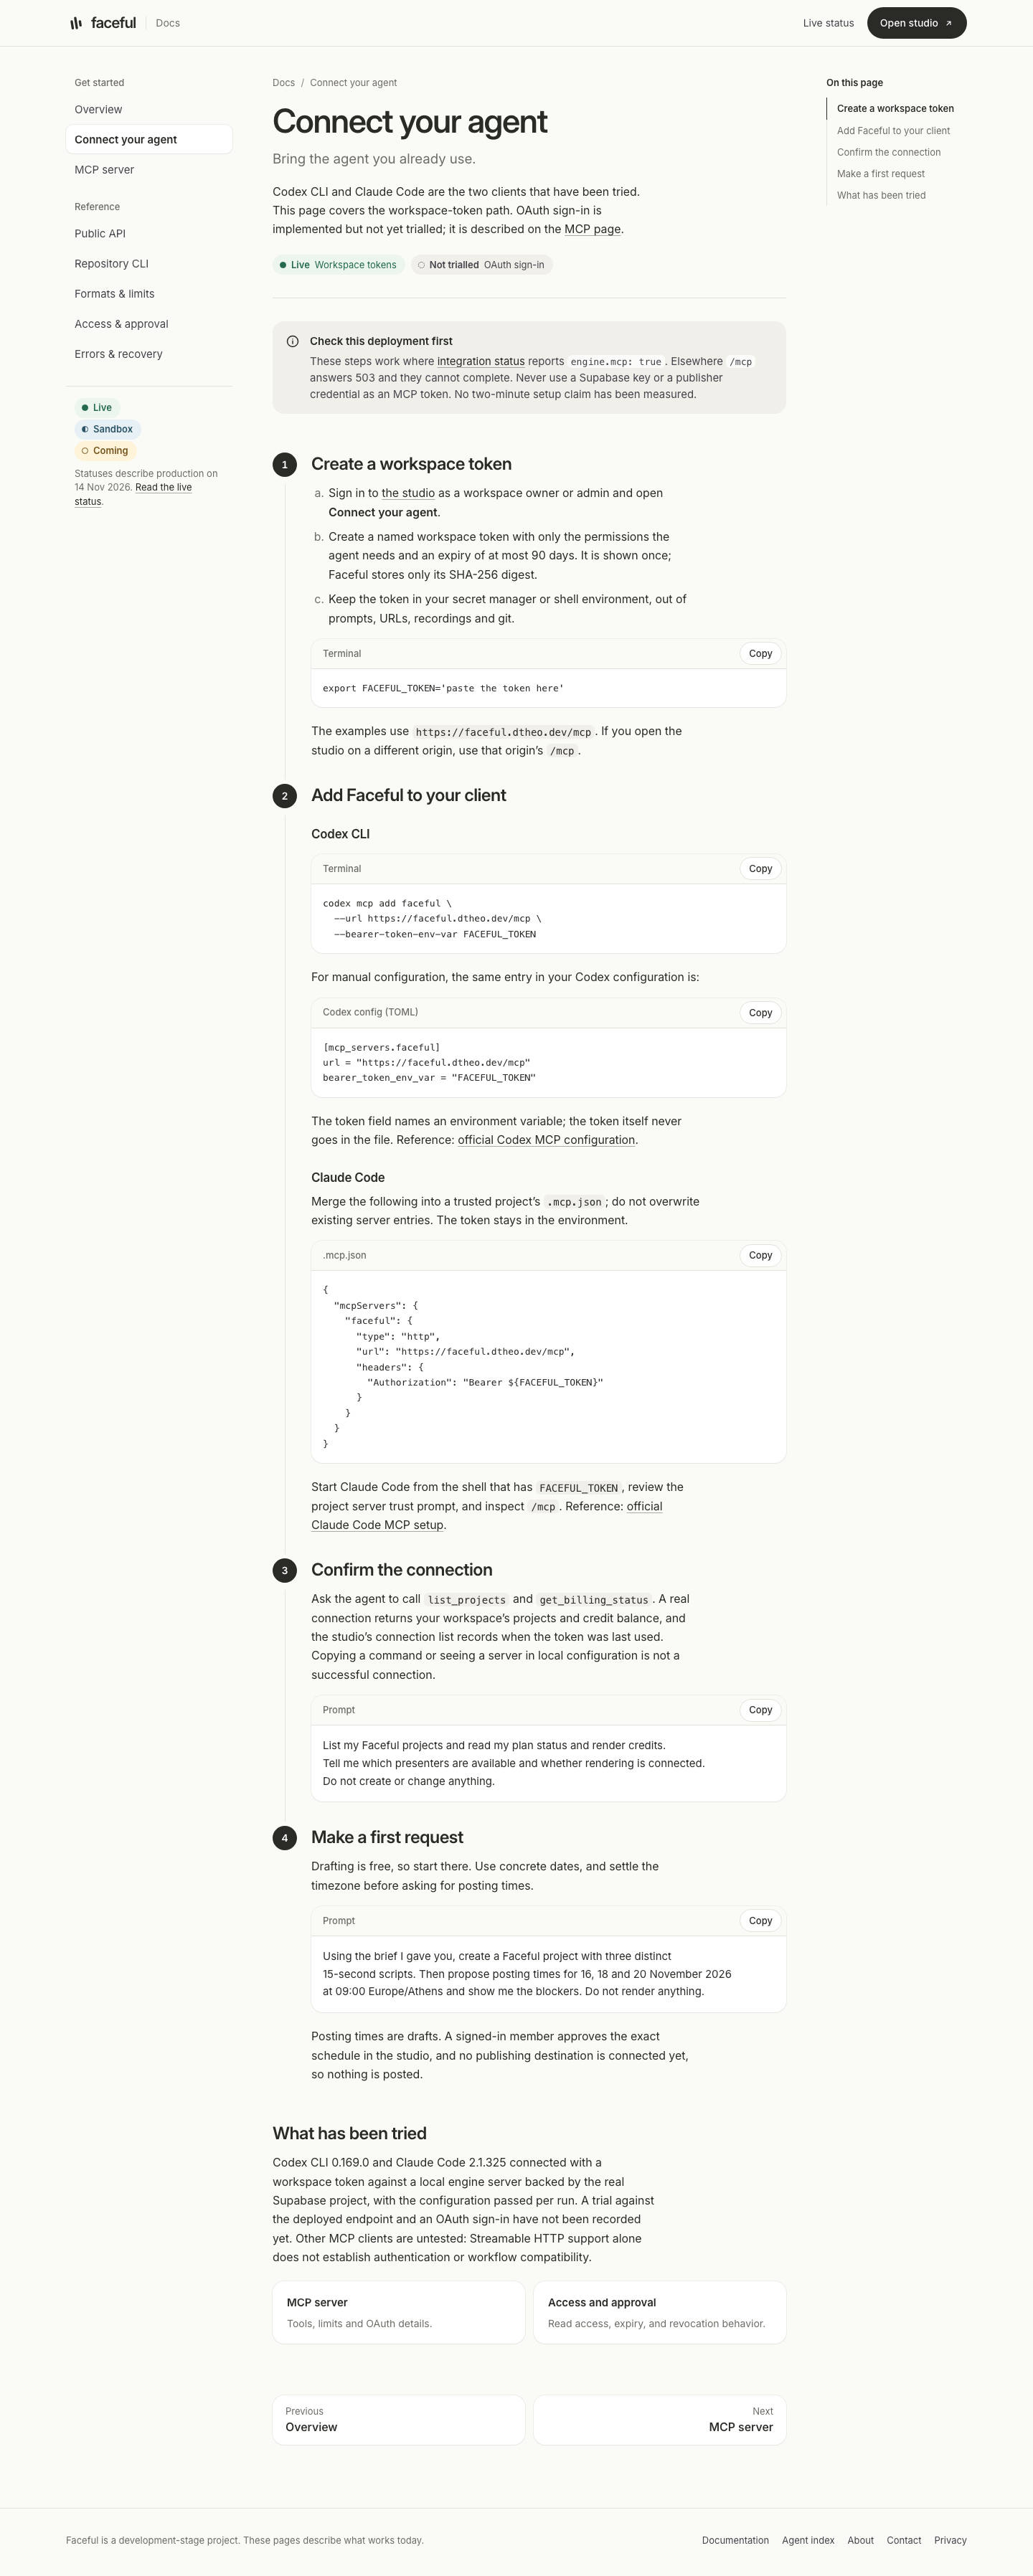 faceful
Docs
Live status
Open studio ↗
Get started
Overview
Connect your agent
MCP server
Reference
Public API
Repository CLI
Formats & limits
Access & approval
Errors & recovery
Live
Sandbox
Coming
Statuses describe production on
14 Nov 2026. Read the live
status.
Docs / Connect your agent
Connect your agent
Bring the agent you already use.
Codex CLI and Claude Code are the two clients that have been tried.
This page covers the workspace-token path. OAuth sign-in is
implemented but not yet trialled; it is described on the MCP page.
Live Workspace tokens
Not trialled OAuth sign-in
Check this deployment first
These steps work where integration status reports engine.mcp: true. Elsewhere /mcp
answers 503 and they cannot complete. Never use a Supabase key or a publisher
credential as an MCP token. No two-minute setup claim has been measured.
1 Create a workspace token
a. Sign in to the studio as a workspace owner or admin and open
Connect your agent.
b. Create a named workspace token with only the permissions the
agent needs and an expiry of at most 90 days. It is shown once;
Faceful stores only its SHA-256 digest.
c. Keep the token in your secret manager or shell environment, out of
prompts, URLs, recordings and git.
Terminal Copy
export FACEFUL_TOKEN='paste the token here'
The examples use https://faceful.dtheo.dev/mcp. If you open the
studio on a different origin, use that origin’s /mcp.
2 Add Faceful to your client
Codex CLI
Terminal Copy
codex mcp add faceful \
  --url https://faceful.dtheo.dev/mcp \
  --bearer-token-env-var FACEFUL_TOKEN
For manual configuration, the same entry in your Codex configuration is:
Codex config (TOML) Copy
[mcp_servers.faceful]
url = "https://faceful.dtheo.dev/mcp"
bearer_token_env_var = "FACEFUL_TOKEN"
The token field names an environment variable; the token itself never
goes in the file. Reference: official Codex MCP configuration.
Claude Code
Merge the following into a trusted project’s .mcp.json; do not overwrite
existing server entries. The token stays in the environment.
.mcp.json Copy
{
  "mcpServers": {
    "faceful": {
      "type": "http",
      "url": "https://faceful.dtheo.dev/mcp",
      "headers": {
        "Authorization": "Bearer ${FACEFUL_TOKEN}"
      }
    }
  }
}
Start Claude Code from the shell that has FACEFUL_TOKEN, review the
project server trust prompt, and inspect /mcp. Reference: official
Claude Code MCP setup.
3 Confirm the connection
Ask the agent to call list_projects and get_billing_status. A real
connection returns your workspace’s projects and credit balance, and
the studio’s connection list records when the token was last used.
Copying a command or seeing a server in local configuration is not a
successful connection.
Prompt Copy
List my Faceful projects and read my plan status and render credits.
Tell me which presenters are available and whether rendering is connected.
Do not create or change anything.
4 Make a first request
Drafting is free, so start there. Use concrete dates, and settle the
timezone before asking for posting times.
Prompt Copy
Using the brief I gave you, create a Faceful project with three distinct
15-second scripts. Then propose posting times for 16, 18 and 20 November 2026
at 09:00 Europe/Athens and show me the blockers. Do not render anything.
Posting times are drafts. A signed-in member approves the exact
schedule in the studio, and no publishing destination is connected yet,
so nothing is posted.
What has been tried
Codex CLI 0.169.0 and Claude Code 2.1.325 connected with a
workspace token against a local engine server backed by the real
Supabase project, with the configuration passed per run. A trial against
the deployed endpoint and an OAuth sign-in have not been recorded
yet. Other MCP clients are untested: Streamable HTTP support alone
does not establish authentication or workflow compatibility.
MCP server
Tools, limits and OAuth details.
Access and approval
Read access, expiry, and revocation behavior.
Previous
Overview
Next
MCP server
On this page
Create a workspace token
Add Faceful to your client
Confirm the connection
Make a first request
What has been tried
Faceful is a development-stage project. These pages describe what works today.
Documentation Agent index About Contact Privacy